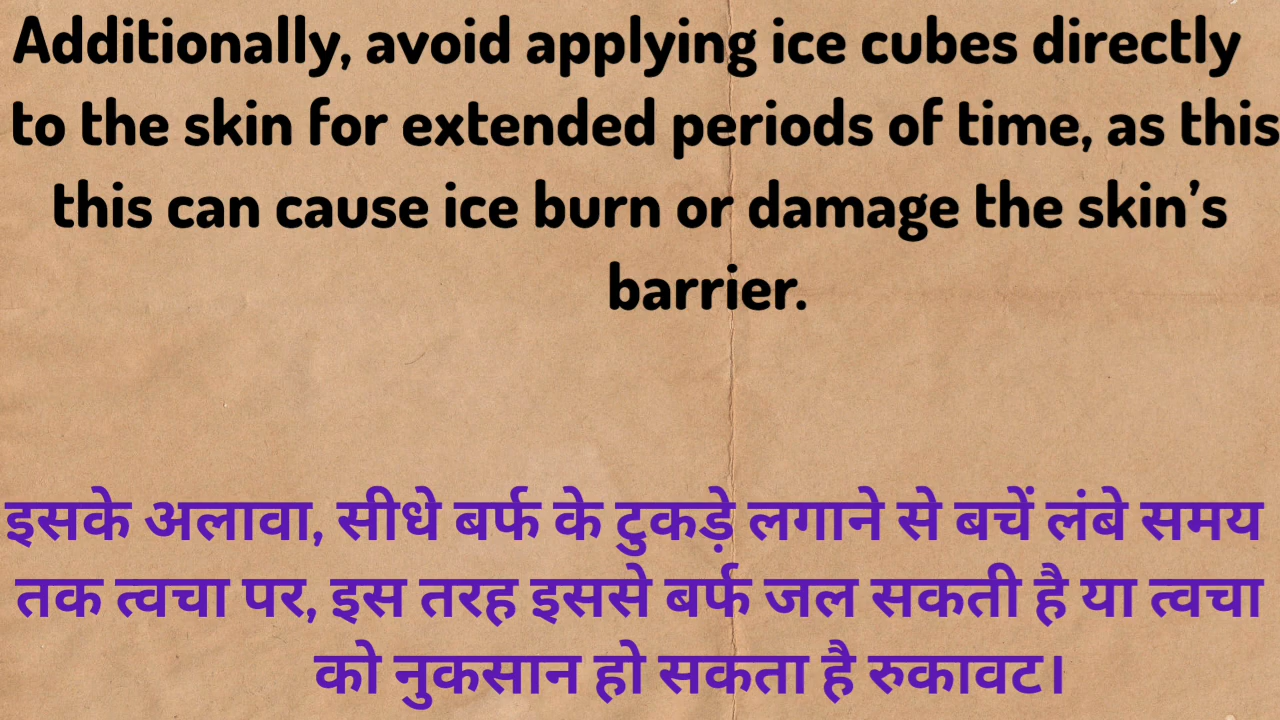 Additionally, avoid applying ice cubes directly
to the skin for extended periods of time, as this
this can cause ice burn or damage the skin’s
barrier.
इसके अलावा, सीधे बर्फ के टुकड़े लगाने से बचें लंबे समय
तक त्वचा पर, इस तरह इससे बर्फ जल सकती है या त्वचा
को नुकसान हो सकता है रुकावट।